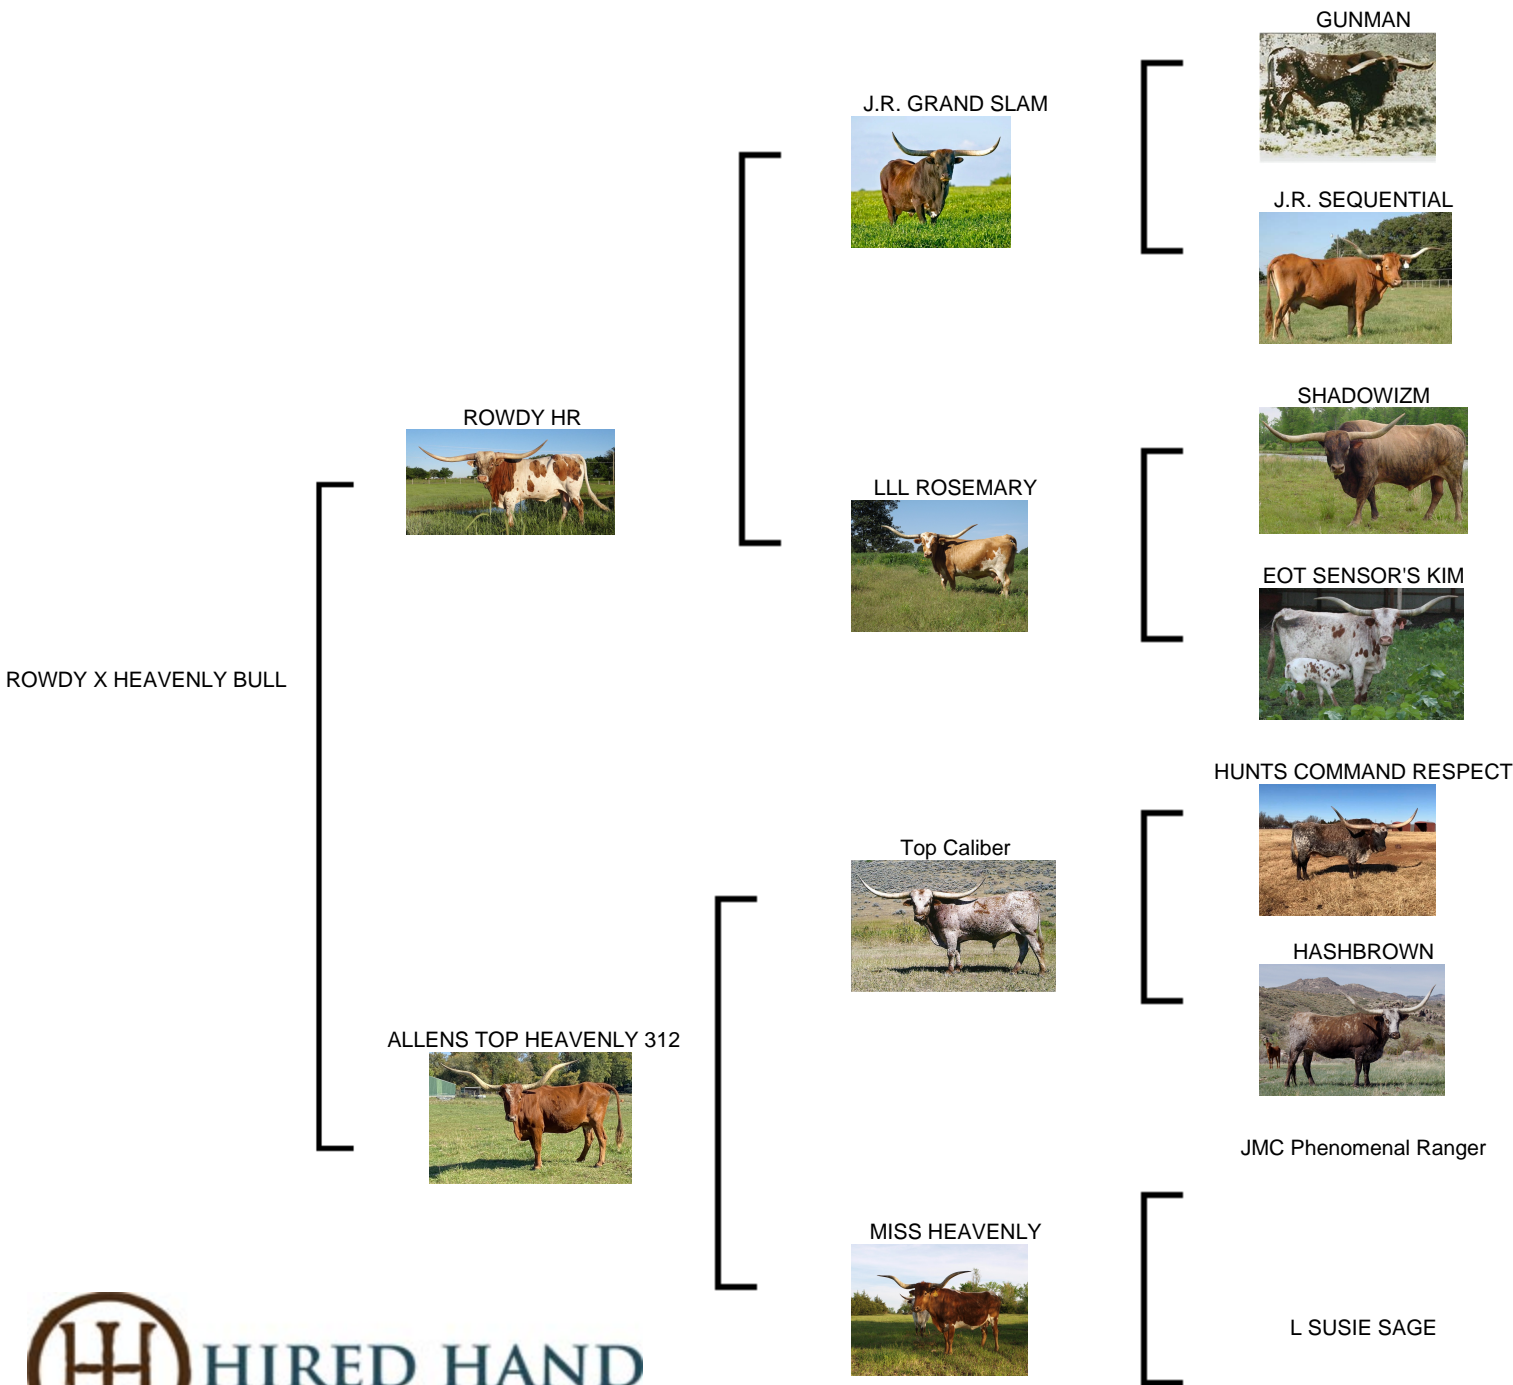 GUNMAN
J.R. GRAND SLAM
J.R. SEQUENTIAL
SHADOWIZM
ROWDY HR
LLL ROSEMARY
EOT SENSOR'S KIM
ROWDY X HEAVENLY BULL
HUNTS COMMAND RESPECT
Top Caliber
HASHBROWN
ALLENS TOP HEAVENLY 312
JMC Phenomenal Ranger
MISS HEAVENLY
L SUSIE SAGE
HIRED HAND